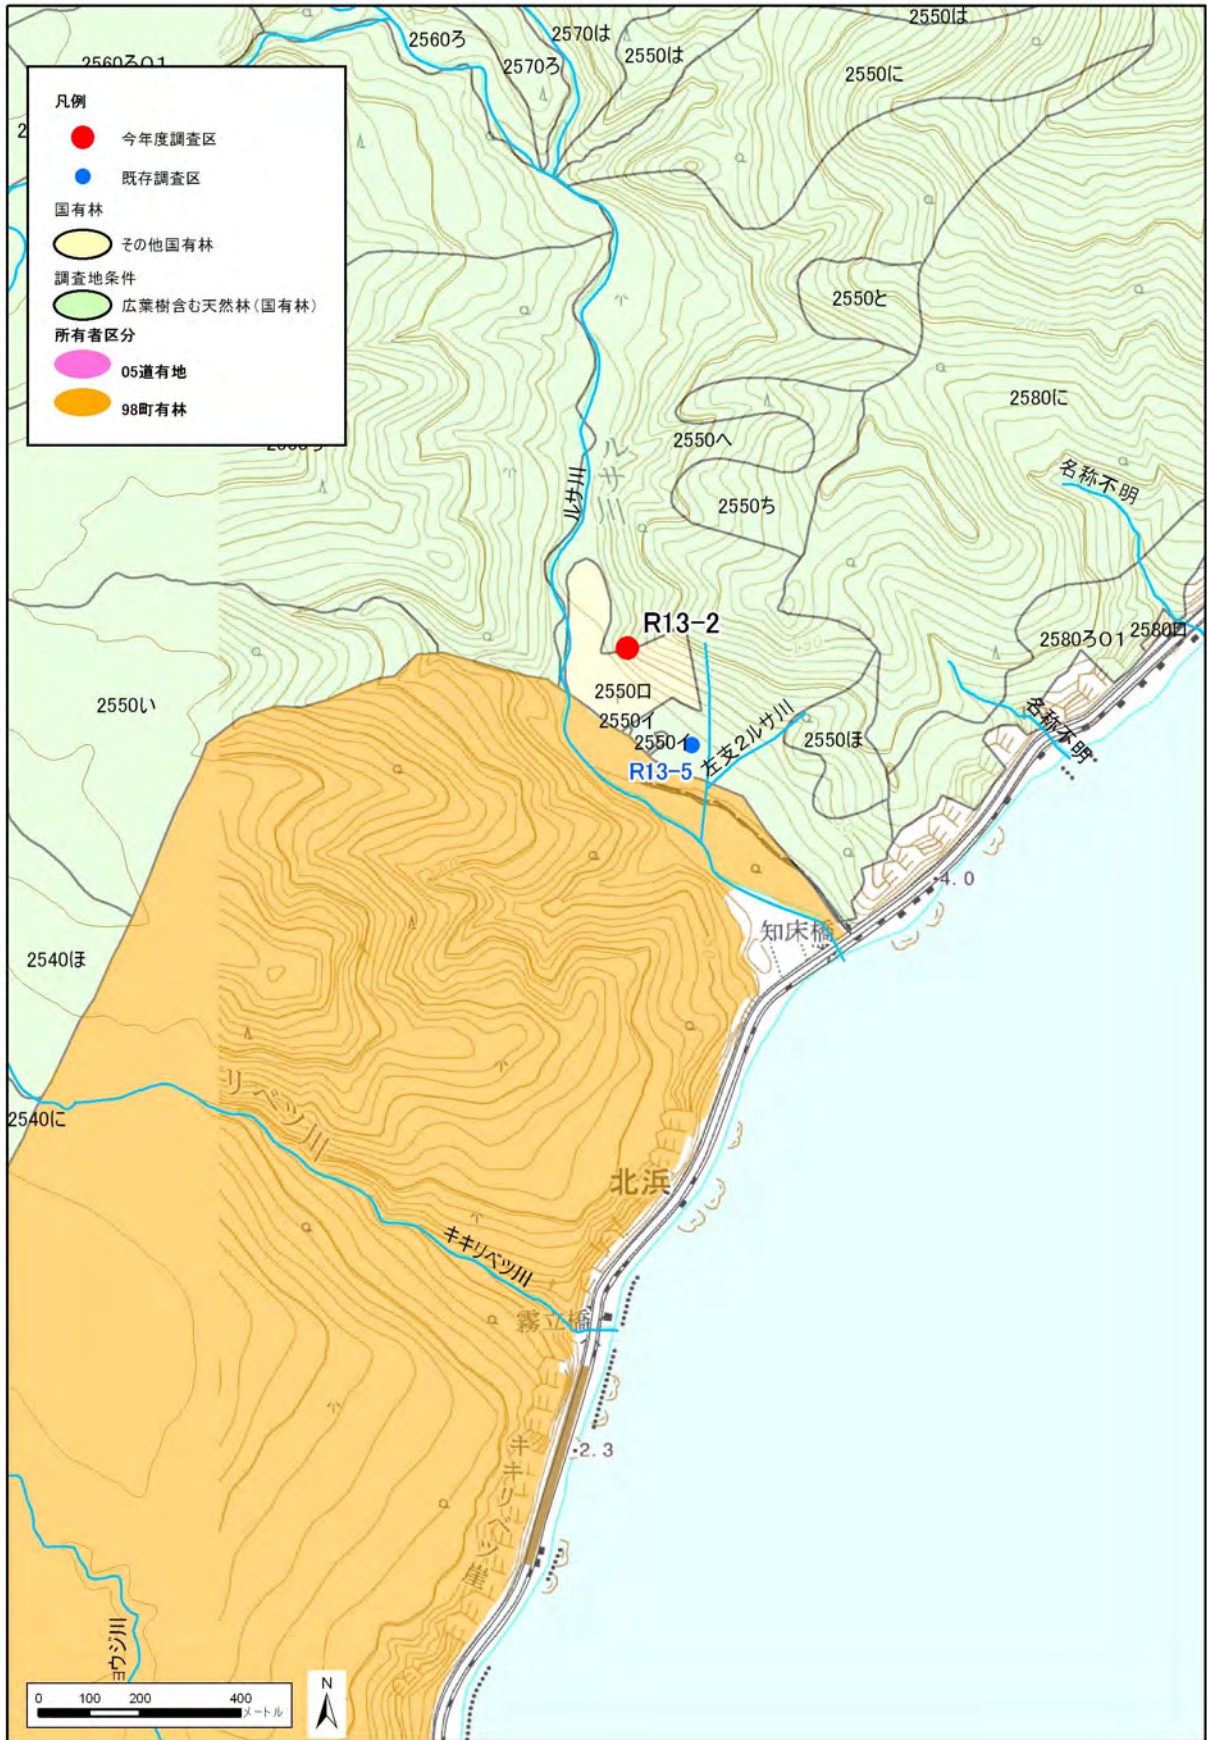 2550は
2560ろ
2570は
2550は
2570ろ
2550に
2560ろ01
凡例
今年度調査区
既存調査区
国有林
その他国有林
調査地条件
広葉樹含む天然林(国有林)
所有者区分
05道有地
98町有林
2550と
2580に
2550へ
ルサ川
ルサ川
名称不明
2550ち
R13-2
2580ろ01
2580ロ
2550ロ
2550い
2550イ
2550イ
R13-5
左支2ルサ川
2550ほ
名称不明
4.0
知床橋
2540ほ
リベツ川
2540に
北浜
キキリベツ川
霧立橋
2.3
キキリベツ崖
ヨウジ川
0 100 200 400
メートル
N